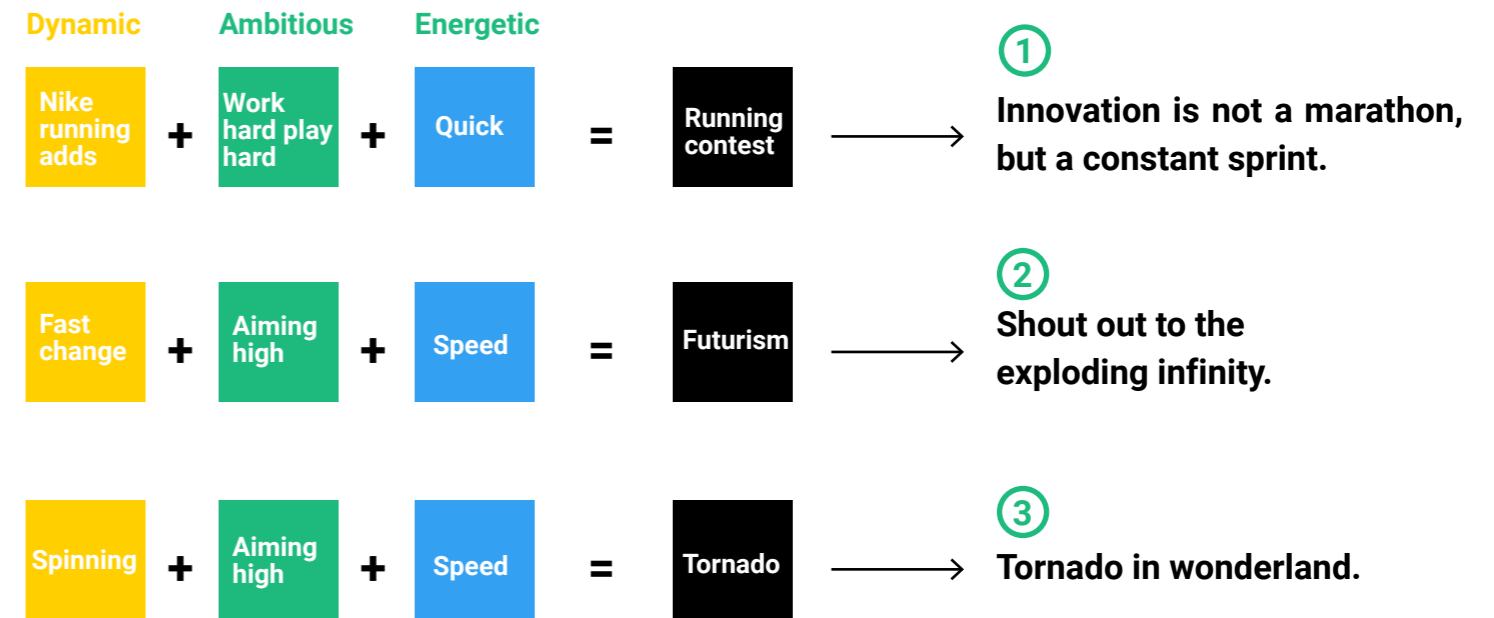 Dynamic Ambitious Energetic
1
Nike
running
adds
+
Work
hard play
hard
+
Quick
=
Running
contest
Innovation is not a marathon,
but a constant sprint.
2
Fast
change
+
Aiming
high
+
Speed
=
Futurism
Shout out to the
exploding infinity.
3
Spinning
+
Aiming
high
+
Speed
=
Tornado
Tornado in wonderland.